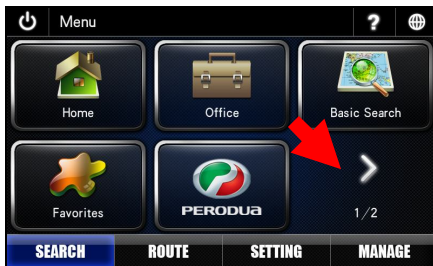 Menu ?
Home Office Basic Search
Favorites PERODUA 1/2
SEARCH ROUTE SETTING MANAGE